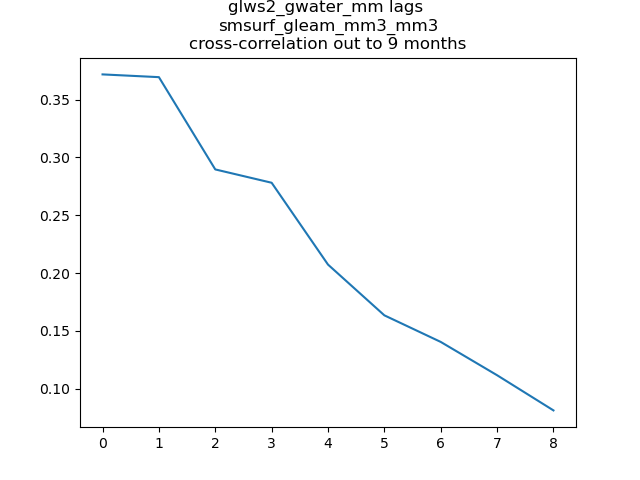 glws2_gwater_mm lags
smsurf_gleam_mm3_mm3
cross-correlation out to 9 months
0.35
0.30
0.25
0.20
0.15
0.10
0 1 2 3 4 5 6 7 8